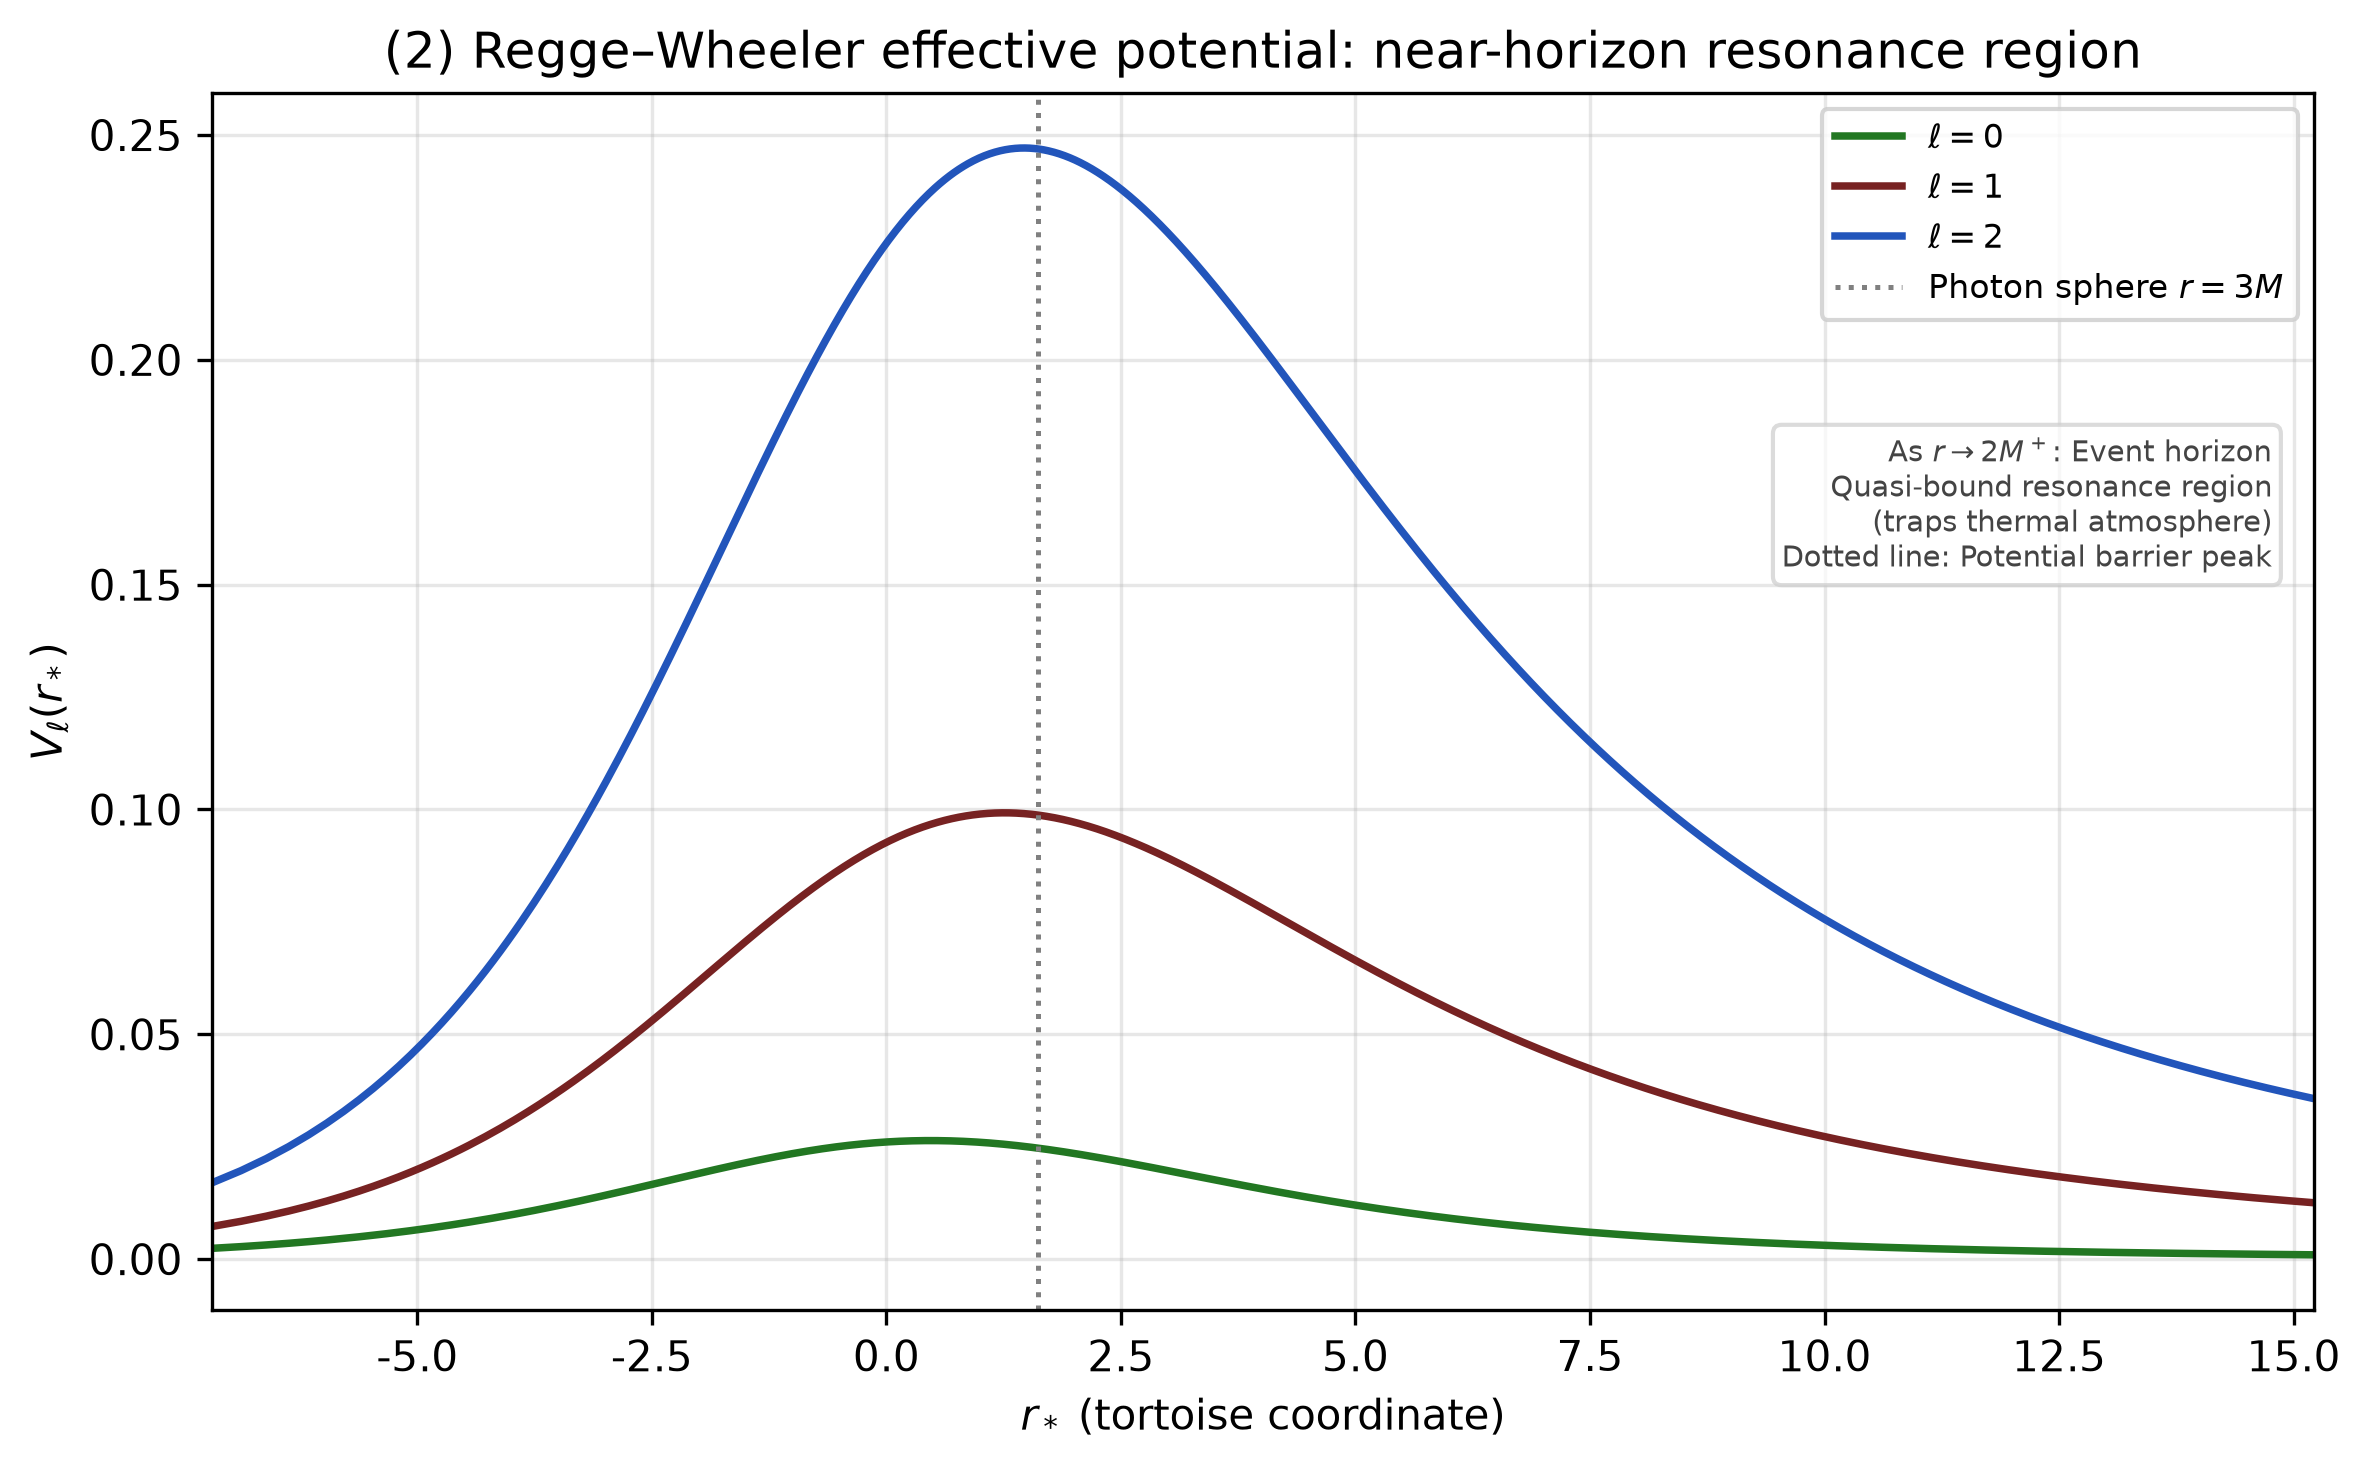 (2) Regge–Wheeler effective potential: near-horizon resonance region
0.25
0.20
0.15
0.10
0.05
0.00
V_ℓ(r_*)
ℓ = 0
ℓ = 1
ℓ = 2
Photon sphere r = 3M
As r → 2M⁺: Event horizon
Quasi-bound resonance region
(traps thermal atmosphere)
Dotted line: Potential barrier peak
-5.0 -2.5 0.0 2.5 5.0 7.5 10.0 12.5 15.0
r_* (tortoise coordinate)